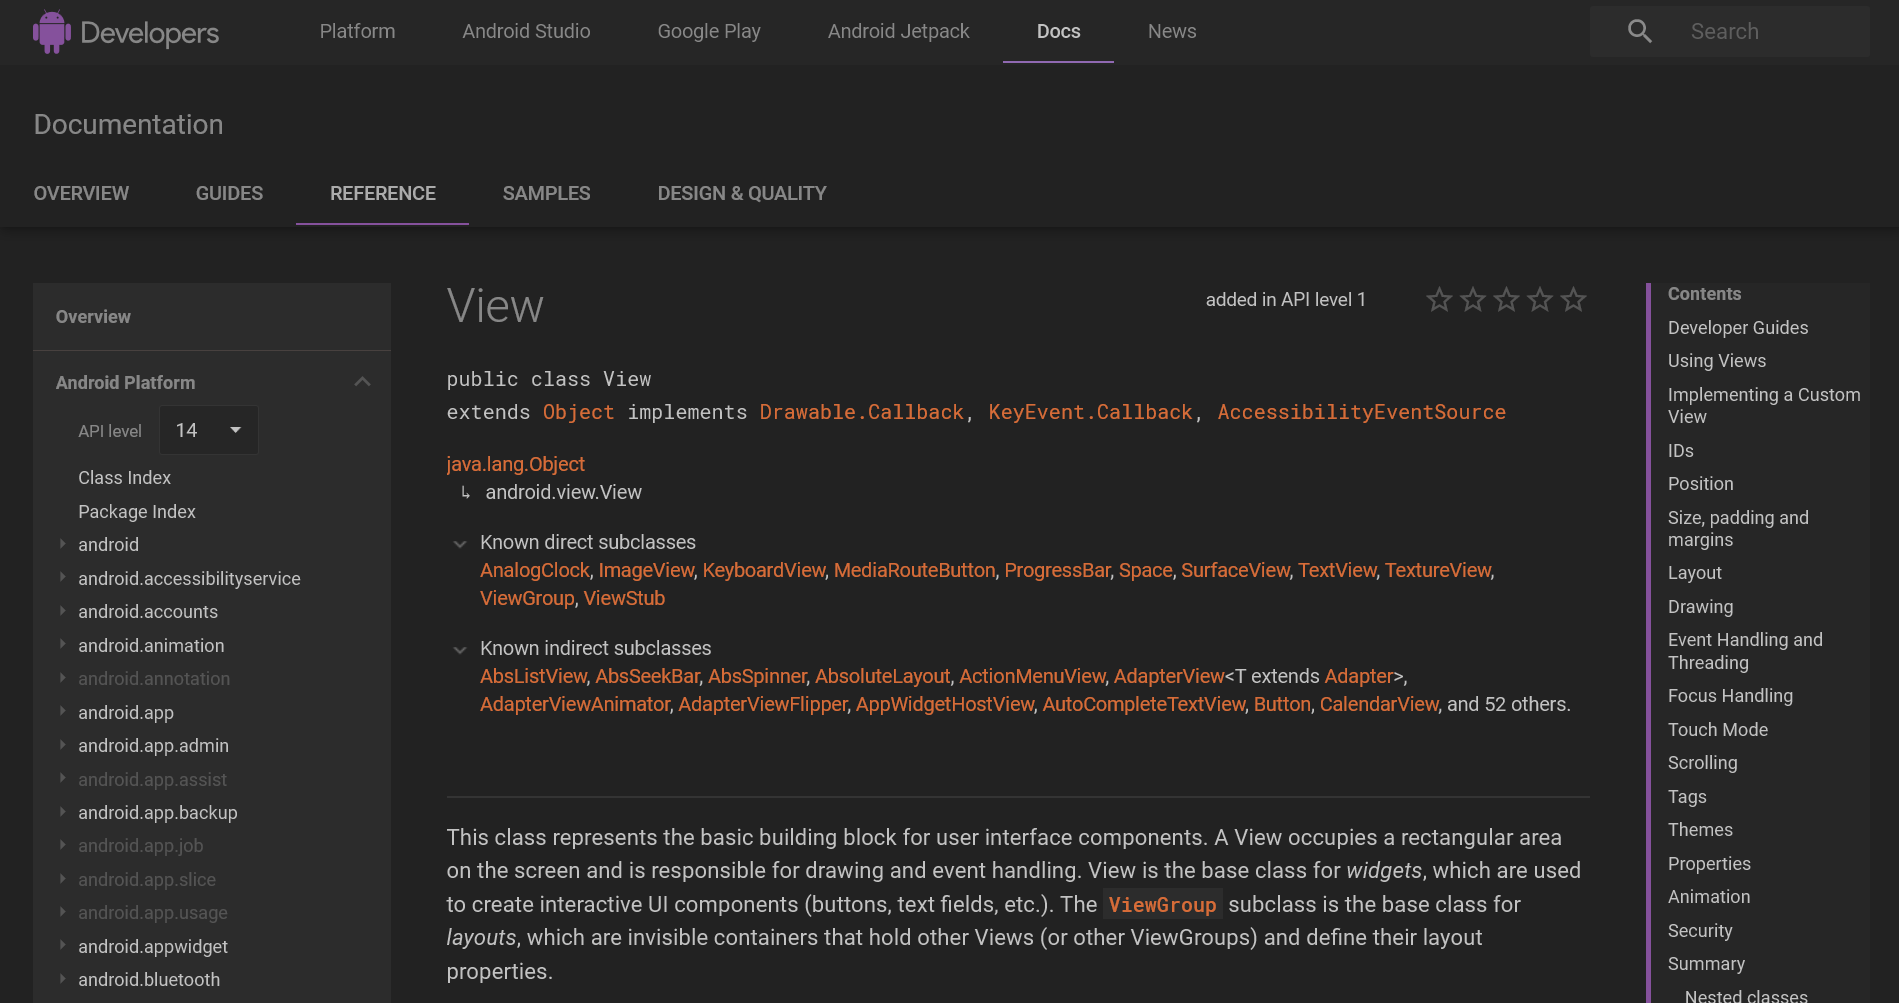 Developers
Platform
Android Studio
Google Play
Android Jetpack
Docs
News
Search
Documentation
OVERVIEW
GUIDES
REFERENCE
SAMPLES
DESIGN & QUALITY
Overview
Android Platform
API level
14
Class Index
Package Index
android
android.accessibilityservice
android.accounts
android.animation
android.annotation
android.app
android.app.admin
android.app.assist
android.app.backup
android.app.job
android.app.slice
android.app.usage
android.appwidget
android.bluetooth
View
added in API level 1
public class View
extends Object implements Drawable.Callback, KeyEvent.Callback, AccessibilityEventSource
java.lang.Object
↳ android.view.View
Known direct subclasses
AnalogClock, ImageView, KeyboardView, MediaRouteButton, ProgressBar, Space, SurfaceView, TextView, TextureView,
ViewGroup, ViewStub
Known indirect subclasses
AbsListView, AbsSeekBar, AbsSpinner, AbsoluteLayout, ActionMenuView, AdapterView<T extends Adapter>,
AdapterViewAnimator, AdapterViewFlipper, AppWidgetHostView, AutoCompleteTextView, Button, CalendarView, and 52 others.
This class represents the basic building block for user interface components. A View occupies a rectangular area
on the screen and is responsible for drawing and event handling. View is the base class for widgets, which are used
to create interactive UI components (buttons, text fields, etc.). The ViewGroup subclass is the base class for
layouts, which are invisible containers that hold other Views (or other ViewGroups) and define their layout
properties.
Contents
Developer Guides
Using Views
Implementing a Custom
View
IDs
Position
Size, padding and
margins
Layout
Drawing
Event Handling and
Threading
Focus Handling
Touch Mode
Scrolling
Tags
Themes
Properties
Animation
Security
Summary
Nested classes